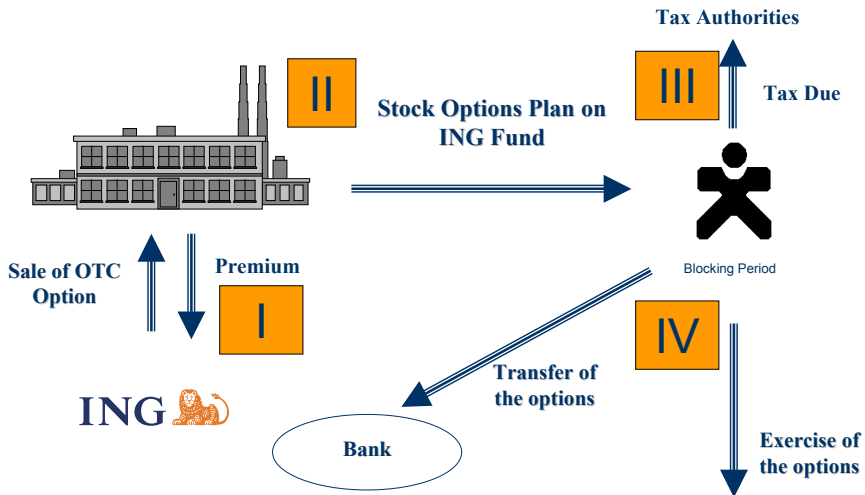 Tax Authorities
II
III
Stock Options Plan on
ING Fund
Tax Due
Sale of OTC
Option
Premium
I
Blocking Period
IV
ING
Transfer of
the options
Bank
Exercise of
the options